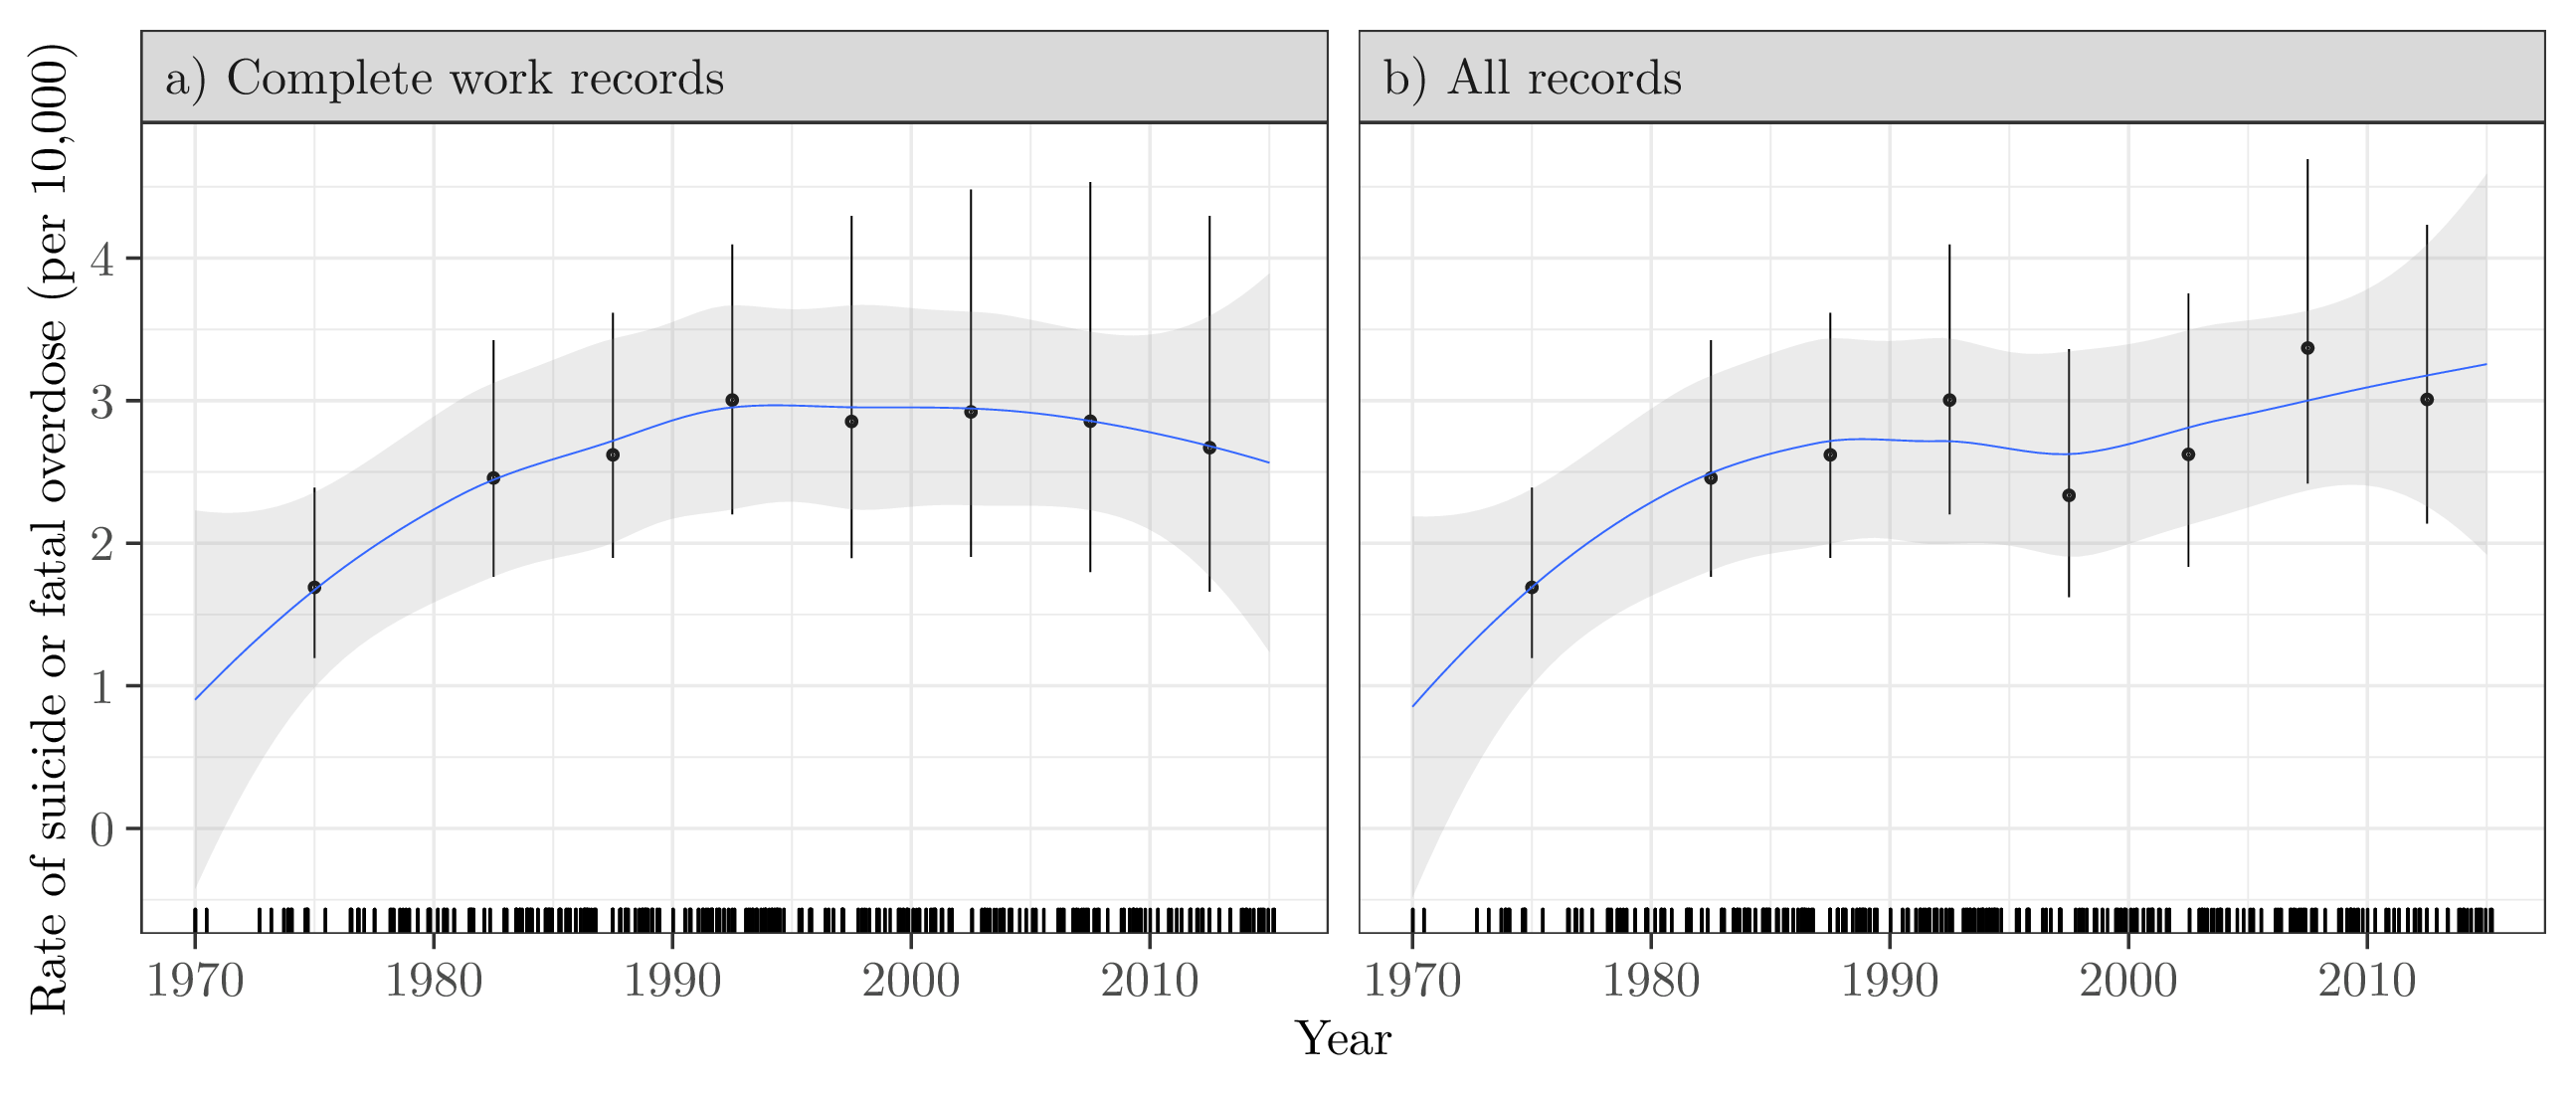 a) Complete work records
b) All records
Rate of suicide or fatal overdose (per 10,000)
4
3
2
1
0
1970 1980 1990 2000 2010
1970 1980 1990 2000 2010
Year